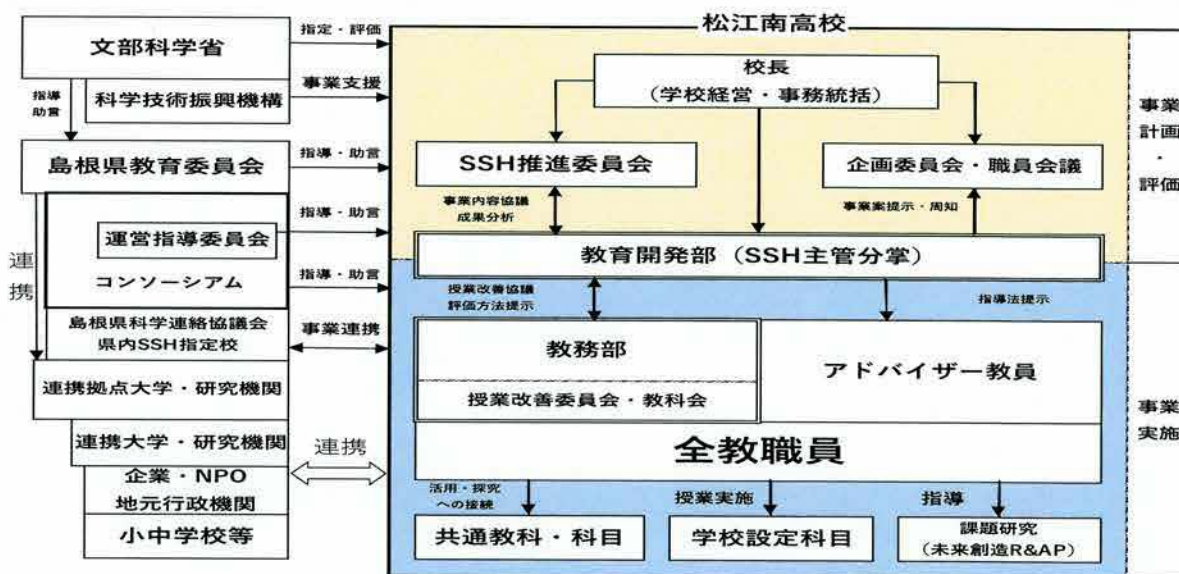 松江南高校
文部科学省
指定・評価
科学技術振興機構
事業支援
指導
助言
島根県教育委員会
指導・助言
運営指導委員会
指導・助言
コンソーシアム
指導・助言
連
携
島根県科学連絡協議会
県内SSH指定校
事業連携
連携拠点大学・研究機関
連携大学・研究機関
企業・NPO
地元行政機関
小中学校等
連携
校長
(学校経営・事務統括)
SSH推進委員会
企画委員会・職員会議
事業内容協議
成果分析
事業案提示・周知
教育開発部(SSH主管分掌)
授業改善協議
評価方法提示
指導法提示
教務部
授業改善委員会・教科会
アドバイザー教員
全教職員
活用・探究
への接続
授業実施
指導
共通教科・科目
学校設定科目
課題研究
(未来創造R&AP)
事業
計画
・
評価
事業
実施